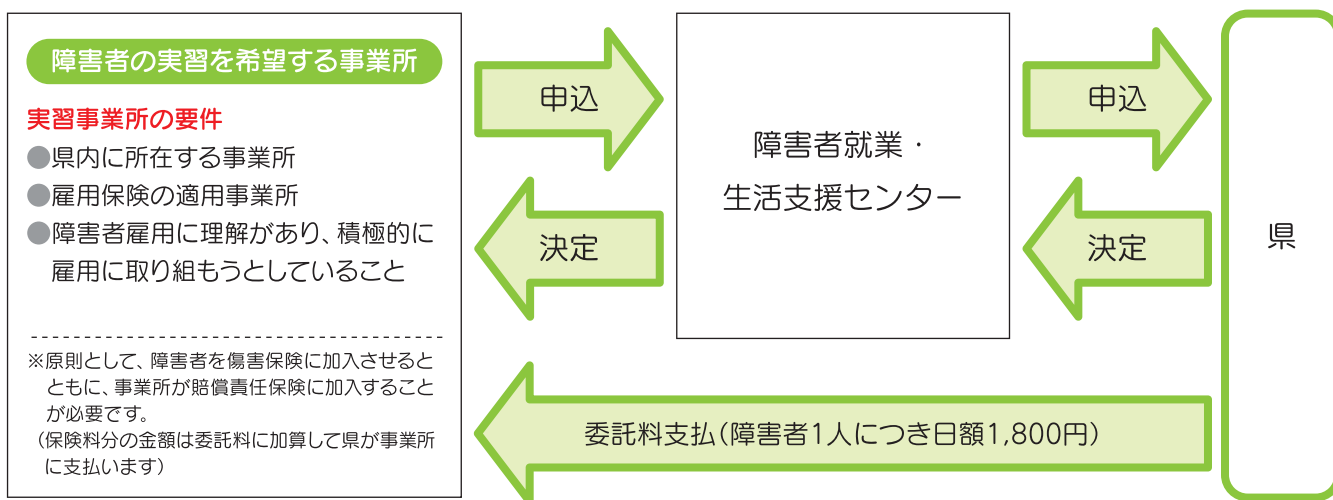 障害者の実習を希望する事業所
実習事業所の要件
●県内に所在する事業所
●雇用保険の適用事業所
●障害者雇用に理解があり、積極的に
雇用に取り組もうとしていること
※原則として、障害者を傷害保険に加入させると
ともに、事業所が賠償責任保険に加入すること
が必要です。
（保険料分の金額は委託料に加算して県が事業所
に支払います）
申込
決定
障害者就業・
生活支援センター
申込
決定
県
委託料支払（障害者1人につき日額1,800円）